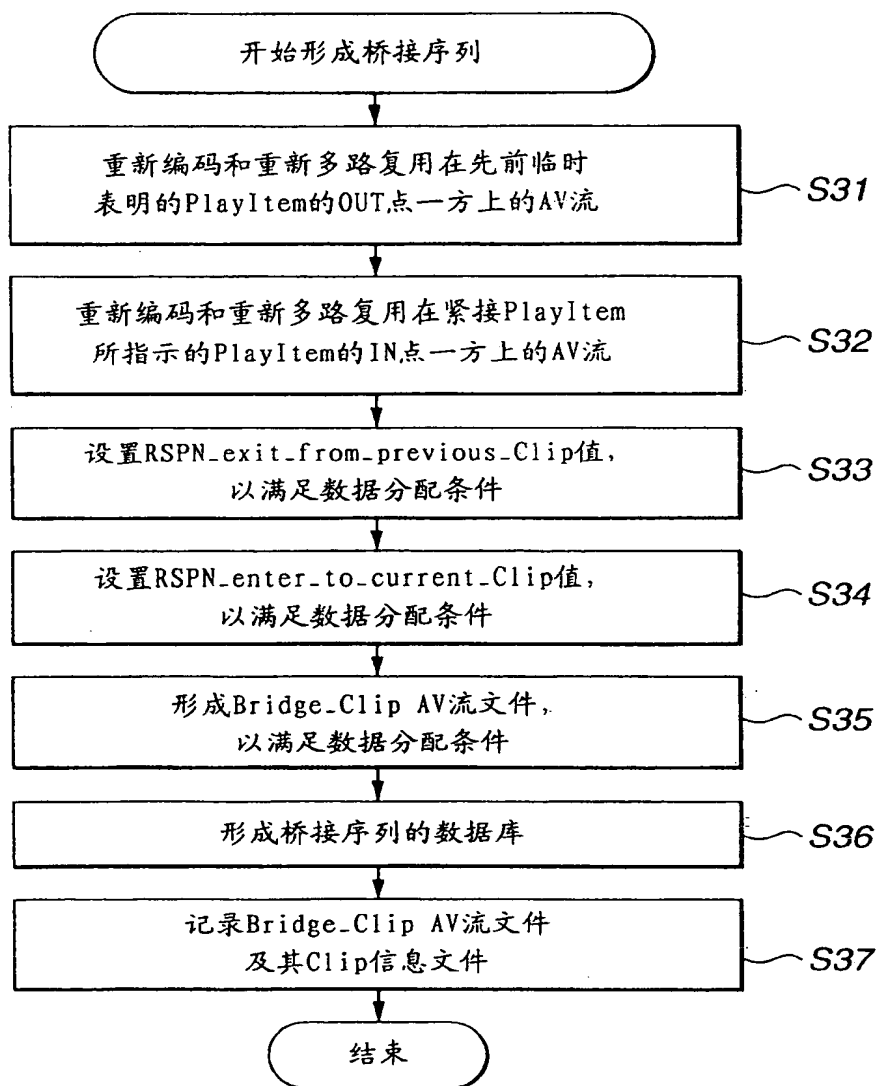 开始形成桥接序列
重新编码和重新多路复用在先前临时
表明的PlayItem的OUT点一方上的AV流
S31
重新编码和重新多路复用在紧接PlayItem
所指示的PlayItem的IN点一方上的AV流
S32
设置RSPN_exit_from_previous_Clip值,
以满足数据分配条件
S33
设置RSPN_enter_to_current_Clip值,
以满足数据分配条件
S34
形成Bridge_Clip AV流文件,
以满足数据分配条件
S35
形成桥接序列的数据库
S36
记录Bridge_Clip AV流文件
及其Clip信息文件
S37
结束